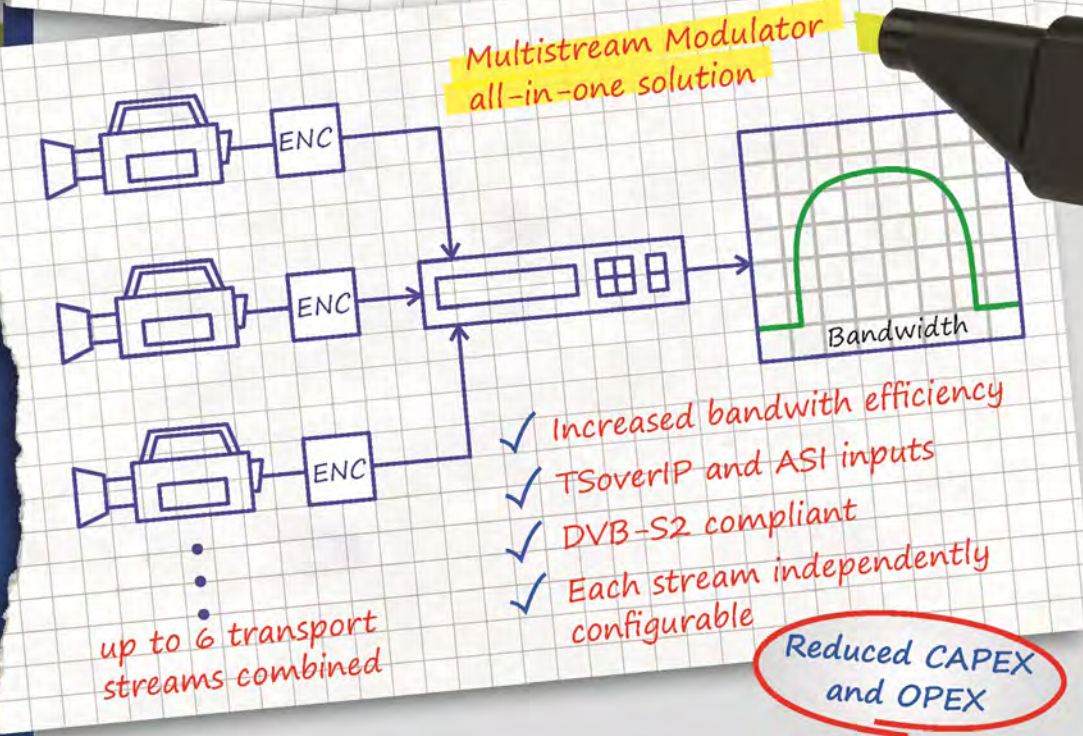 Multistream Modulator
all-in-one solution
ENC
ENC
ENC
Bandwidth
Increased bandwith efficiency
TSoverIP and ASI inputs
DVB-S2 compliant
Each stream independently
configurable
up to 6 transport
streams combined
Reduced CAPEX
and OPEX